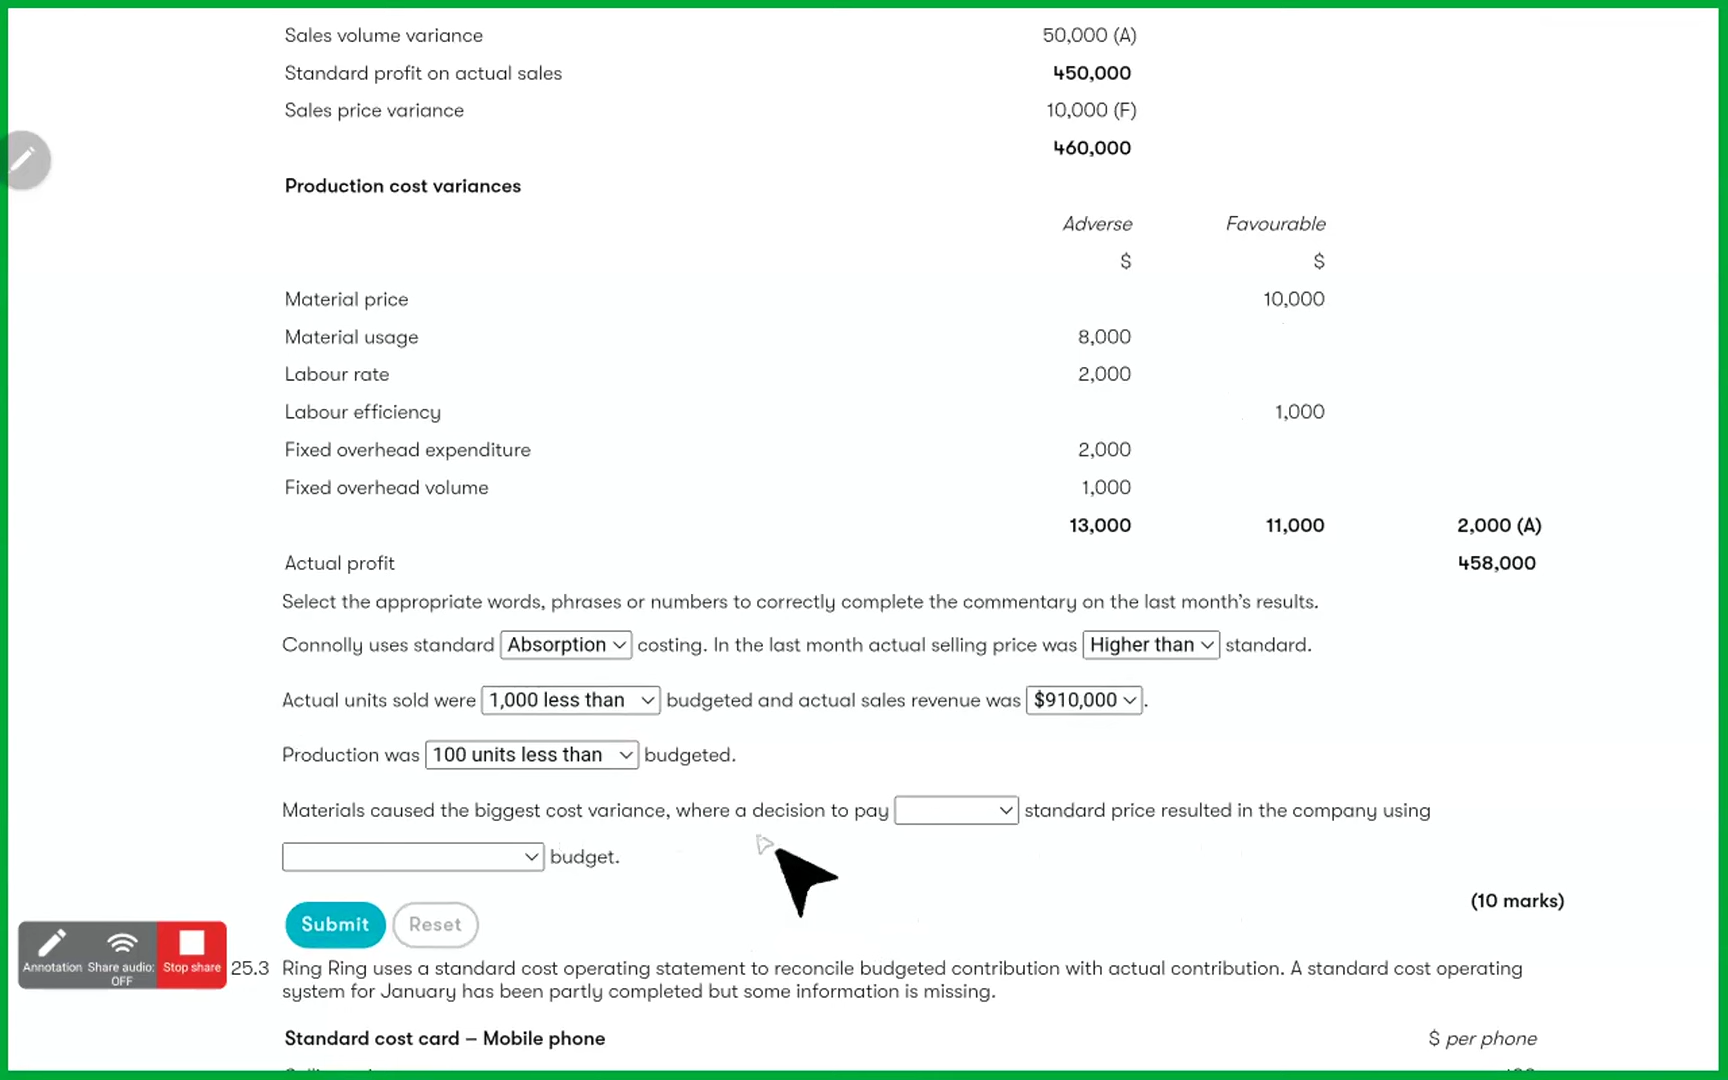 Sales volume variance 50,000 (A)
Standard profit on actual sales 450,000
Sales price variance 10,000 (F)
460,000
Production cost variances
Adverse Favourable
$ $
Material price 10,000
Material usage 8,000
Labour rate 2,000
Labour efficiency 1,000
Fixed overhead expenditure 2,000
Fixed overhead volume 1,000
13,000 11,000 2,000 (A)
Actual profit 458,000
Select the appropriate words, phrases or numbers to correctly complete the commentary on the last month's results.
Connolly uses standard Absorption costing. In the last month actual selling price was Higher than standard.
Actual units sold were 1,000 less than budgeted and actual sales revenue was $910,000.
Production was 100 units less than budgeted.
Materials caused the biggest cost variance, where a decision to pay standard price resulted in the company using
budget.
(10 marks)
Submit Reset
Annotation Share audio: OFF Stop share
25.3 Ring Ring uses a standard cost operating statement to reconcile budgeted contribution with actual contribution. A standard cost operating
system for January has been partly completed but some information is missing.
Standard cost card – Mobile phone $ per phone